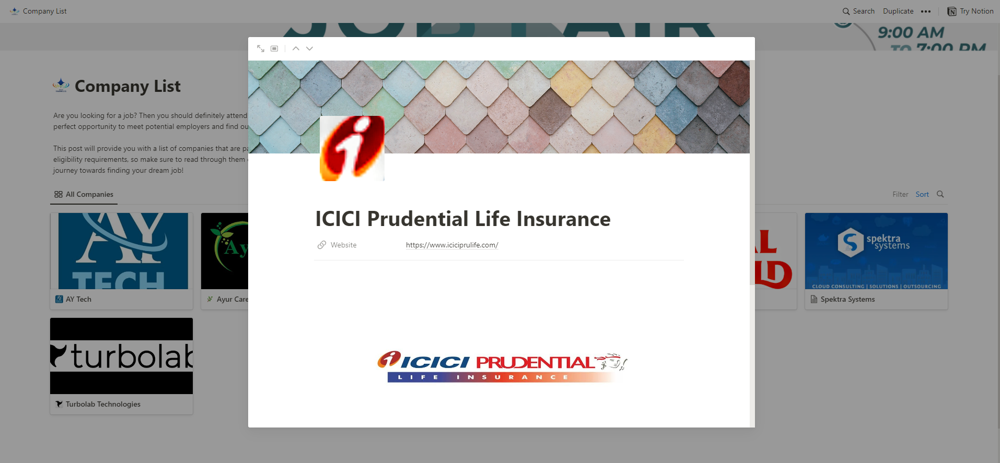 Company List
Search
Duplicate
Try Notion
JOB FAIR
9:00 AM
TO 7:00 PM
Company List
Are you looking for a job? Then you should definitely attend
perfect opportunity to meet potential employers and find ou
This post will provide you with a list of companies that are pa
eligibility requirements, so make sure to read through them
journey towards finding your dream job!
All Companies
Filter
Sort
AY
TECH
AY Tech
Ay
Ayur Care
spektra
systems
CLOUD CONSULTING | SOLUTIONS | OUTSOURCING
Spektra Systems
turbolab
Turbolab Technologies
ICICI Prudential Life Insurance
Website
https://www.iciciprulife.com/
ICICI PRUDENTIAL
LIFE INSURANCE